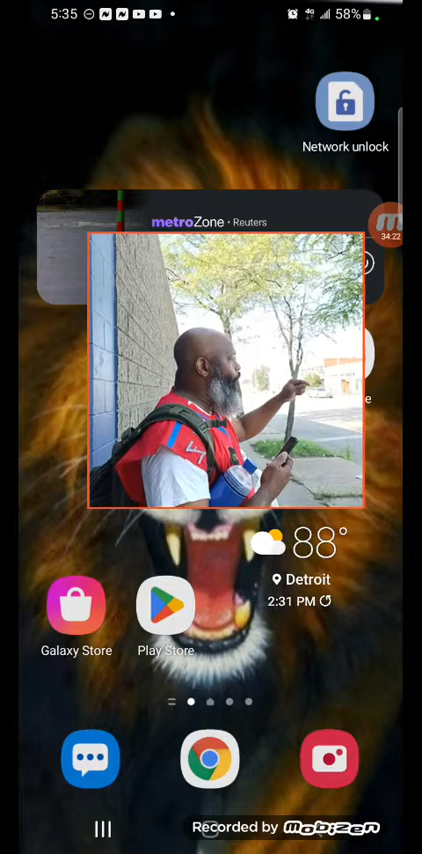 5:35
4G
58%
Network unlock
metroZone · Reuters
34:22
e
88°
Detroit
2:31 PM
Galaxy Store
Play Store
Recorded by Mobizen